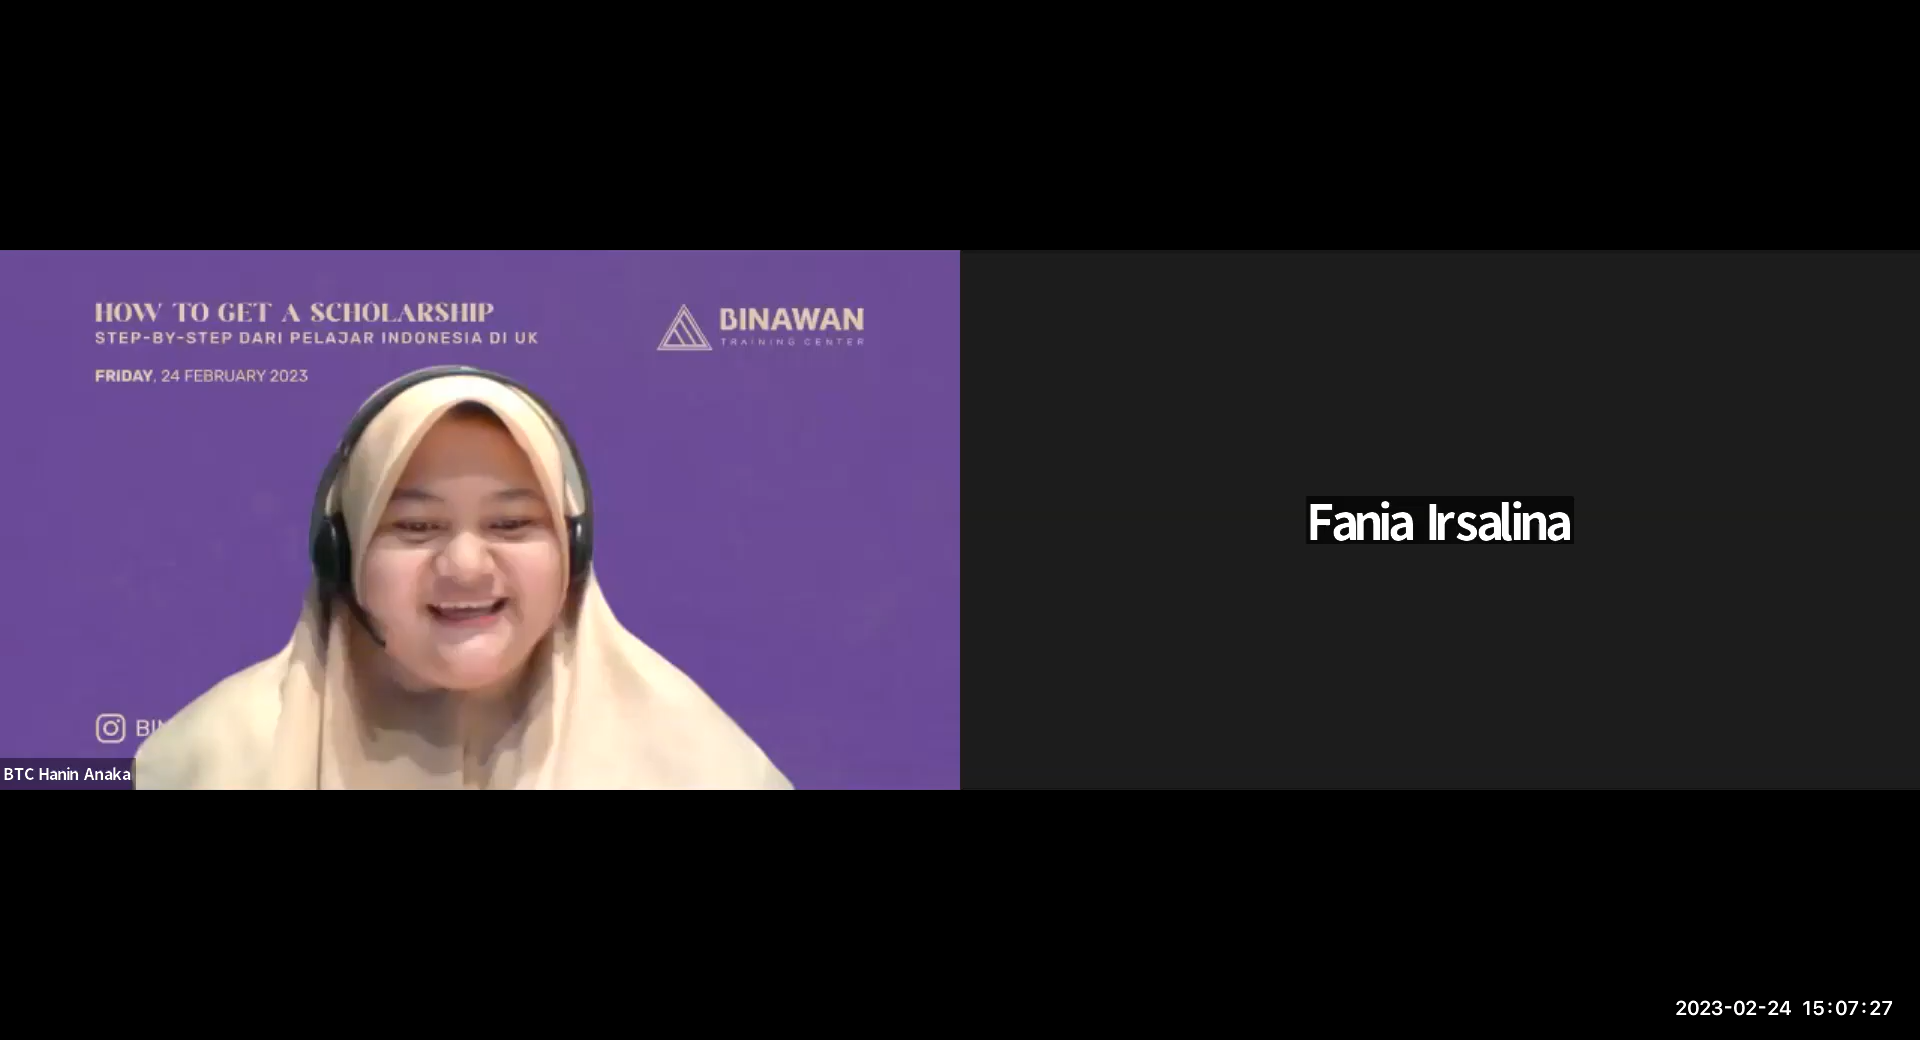 HOW TO GET A SCHOLARSHIP
STEP-BY-STEP DARI PELAJAR INDONESIA DI UK
FRIDAY, 24 FEBRUARY 2023
BINAWAN
TRAINING CENTER
BTC Hanin Anaka
Fania Irsalina
2023-02-24 15:07:27